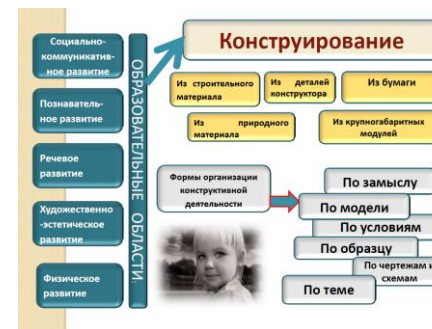 Социально-
коммуникатив-
ное развитие
Познаватель-
ное развитие
Речевое
развитие
Художественно
-эстетическое
развитие
Физическое
развитие
ОБРАЗОВАТЕЛЬНЫЕ ОБЛАСТИ:
Конструирование
Из строительного
материала
Из деталей
конструктора
Из бумаги
Из природного
материала
Из крупногабаритных
модулей
Формы организации
конструктивной
деятельности
По замыслу
По модели
По условиям
По образцу
По чертежам и
схемам
По теме